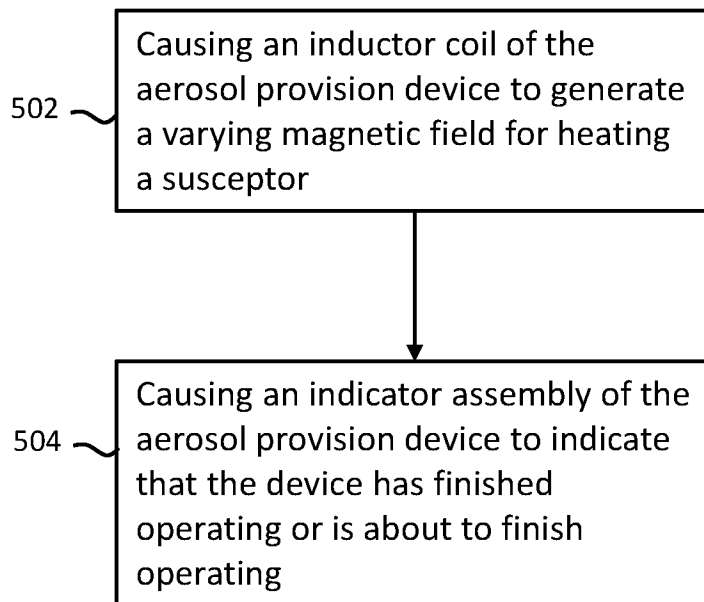 Causing an inductor coil of the
502
aerosol provision device to generate
a varying magnetic field for heating
a susceptor
Causing an indicator assembly of the
504
aerosol provision device to indicate
that the device has finished
operating or is about to finish
operating